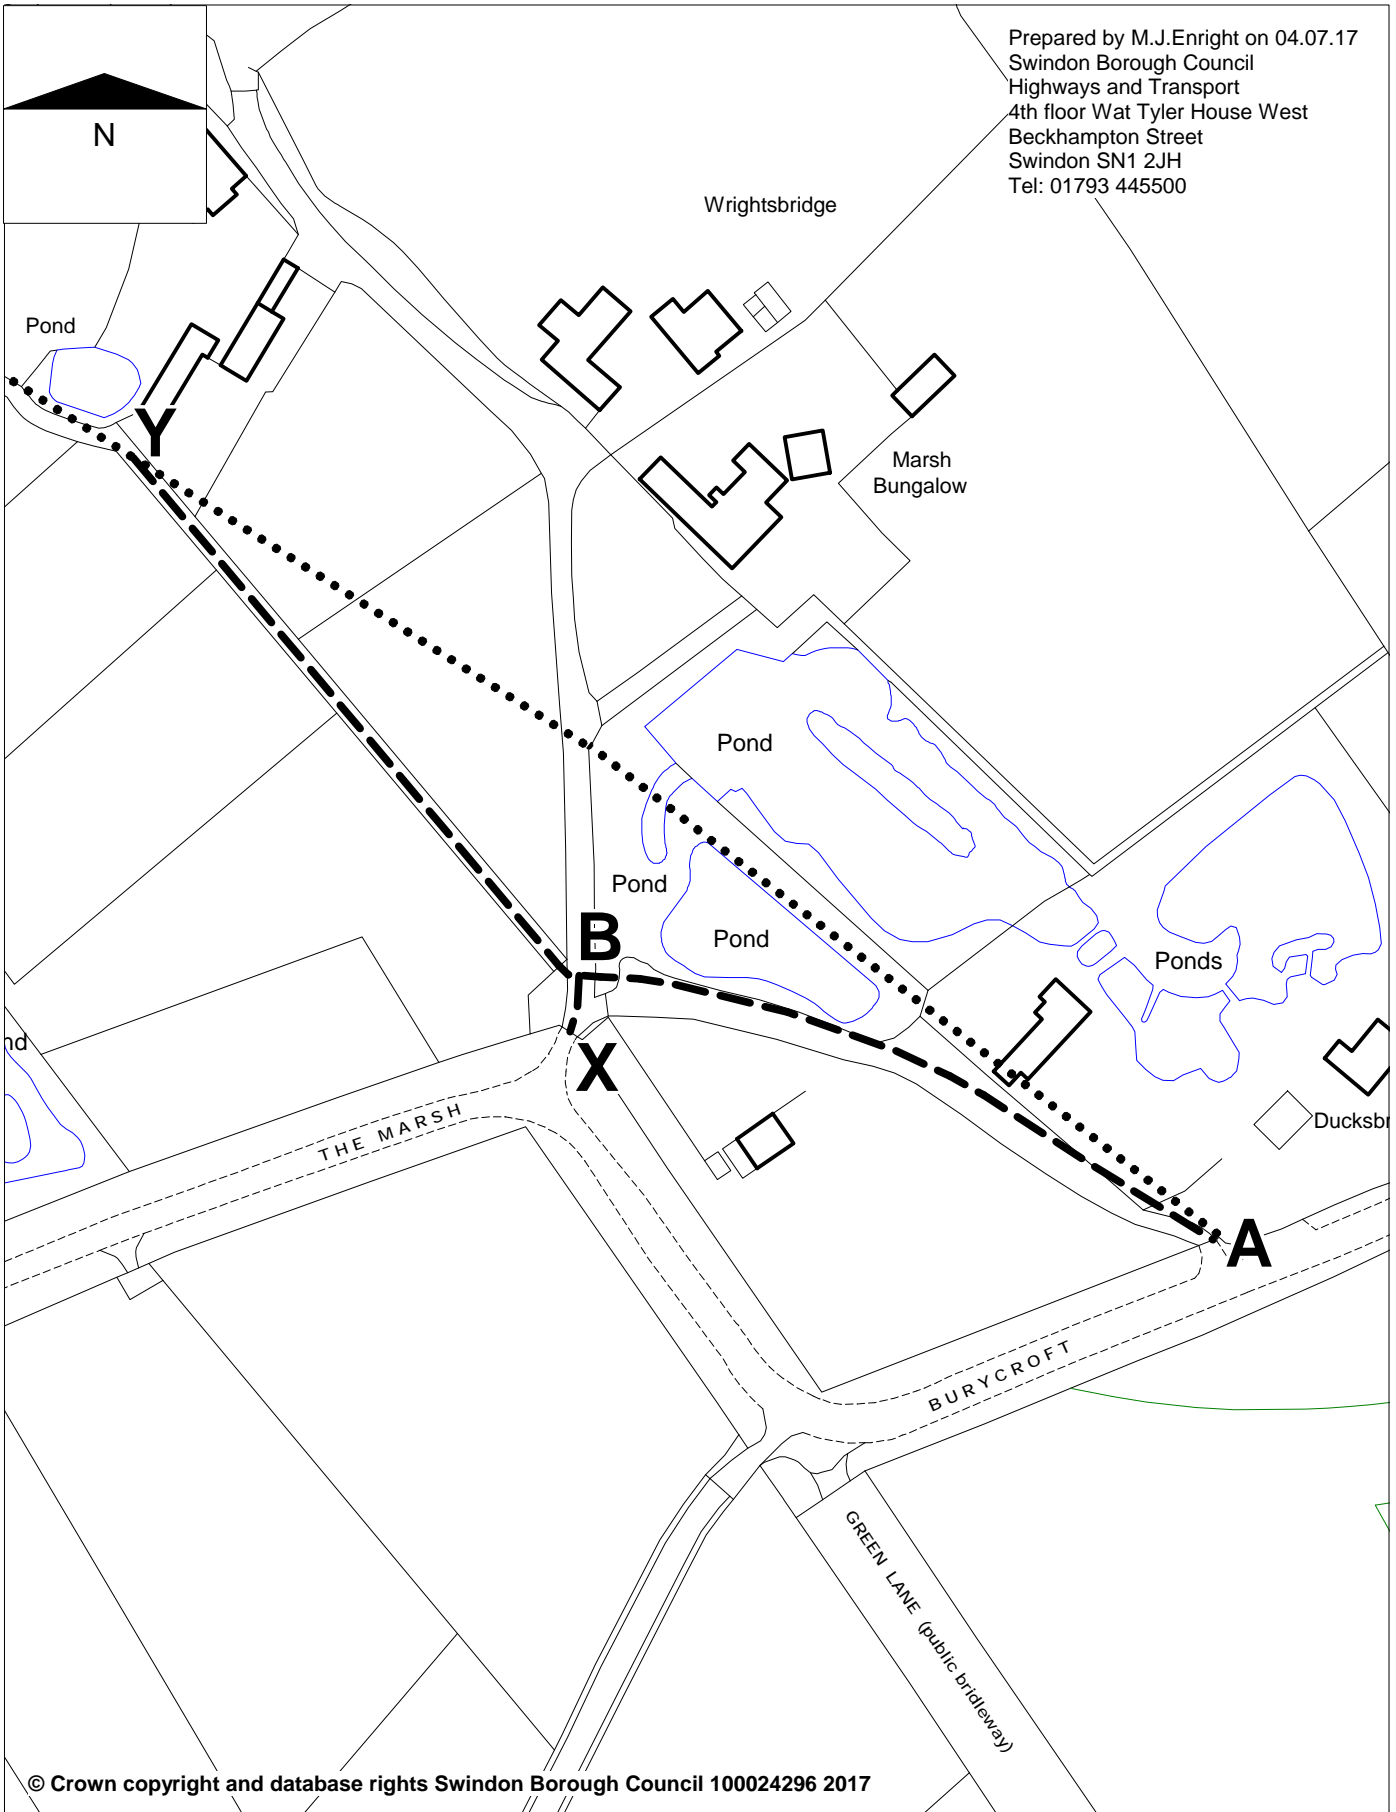 Prepared by M.J.Enright on 04.07.17
Swindon Borough Council
Highways and Transport
4th floor Wat Tyler House West
Beckhampton Street
Swindon SN1 2JH
Tel: 01793 445500
N
Wrightsbridge
Pond
Y
Marsh
Bungalow
Pond
Pond
B
Pond
Ponds
nd
X
THE MARSH
Ducksbr
A
BURYCROFT
GREEN LANE (public bridleway)
© Crown copyright and database rights Swindon Borough Council 100024296 2017